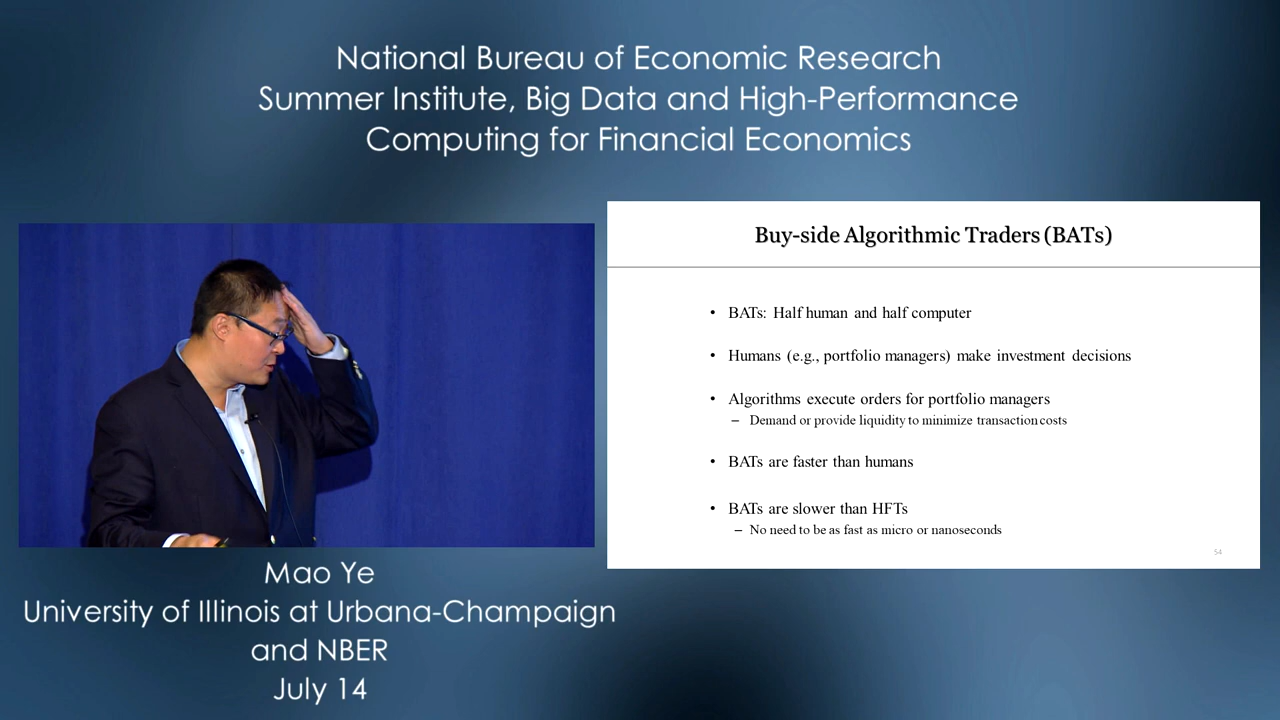 National Bureau of Economic Research
Summer Institute, Big Data and High-Performance
Computing for Financial Economics
Buy-side Algorithmic Traders (BATs)
• BATs: Half human and half computer
• Humans (e.g., portfolio managers) make investment decisions
• Algorithms execute orders for portfolio managers
– Demand or provide liquidity to minimize transaction costs
• BATs are faster than humans
• BATs are slower than HFTs
– No need to be as fast as micro or nanoseconds
54
Mao Ye
University of Illinois at Urbana-Champaign
and NBER
July 14